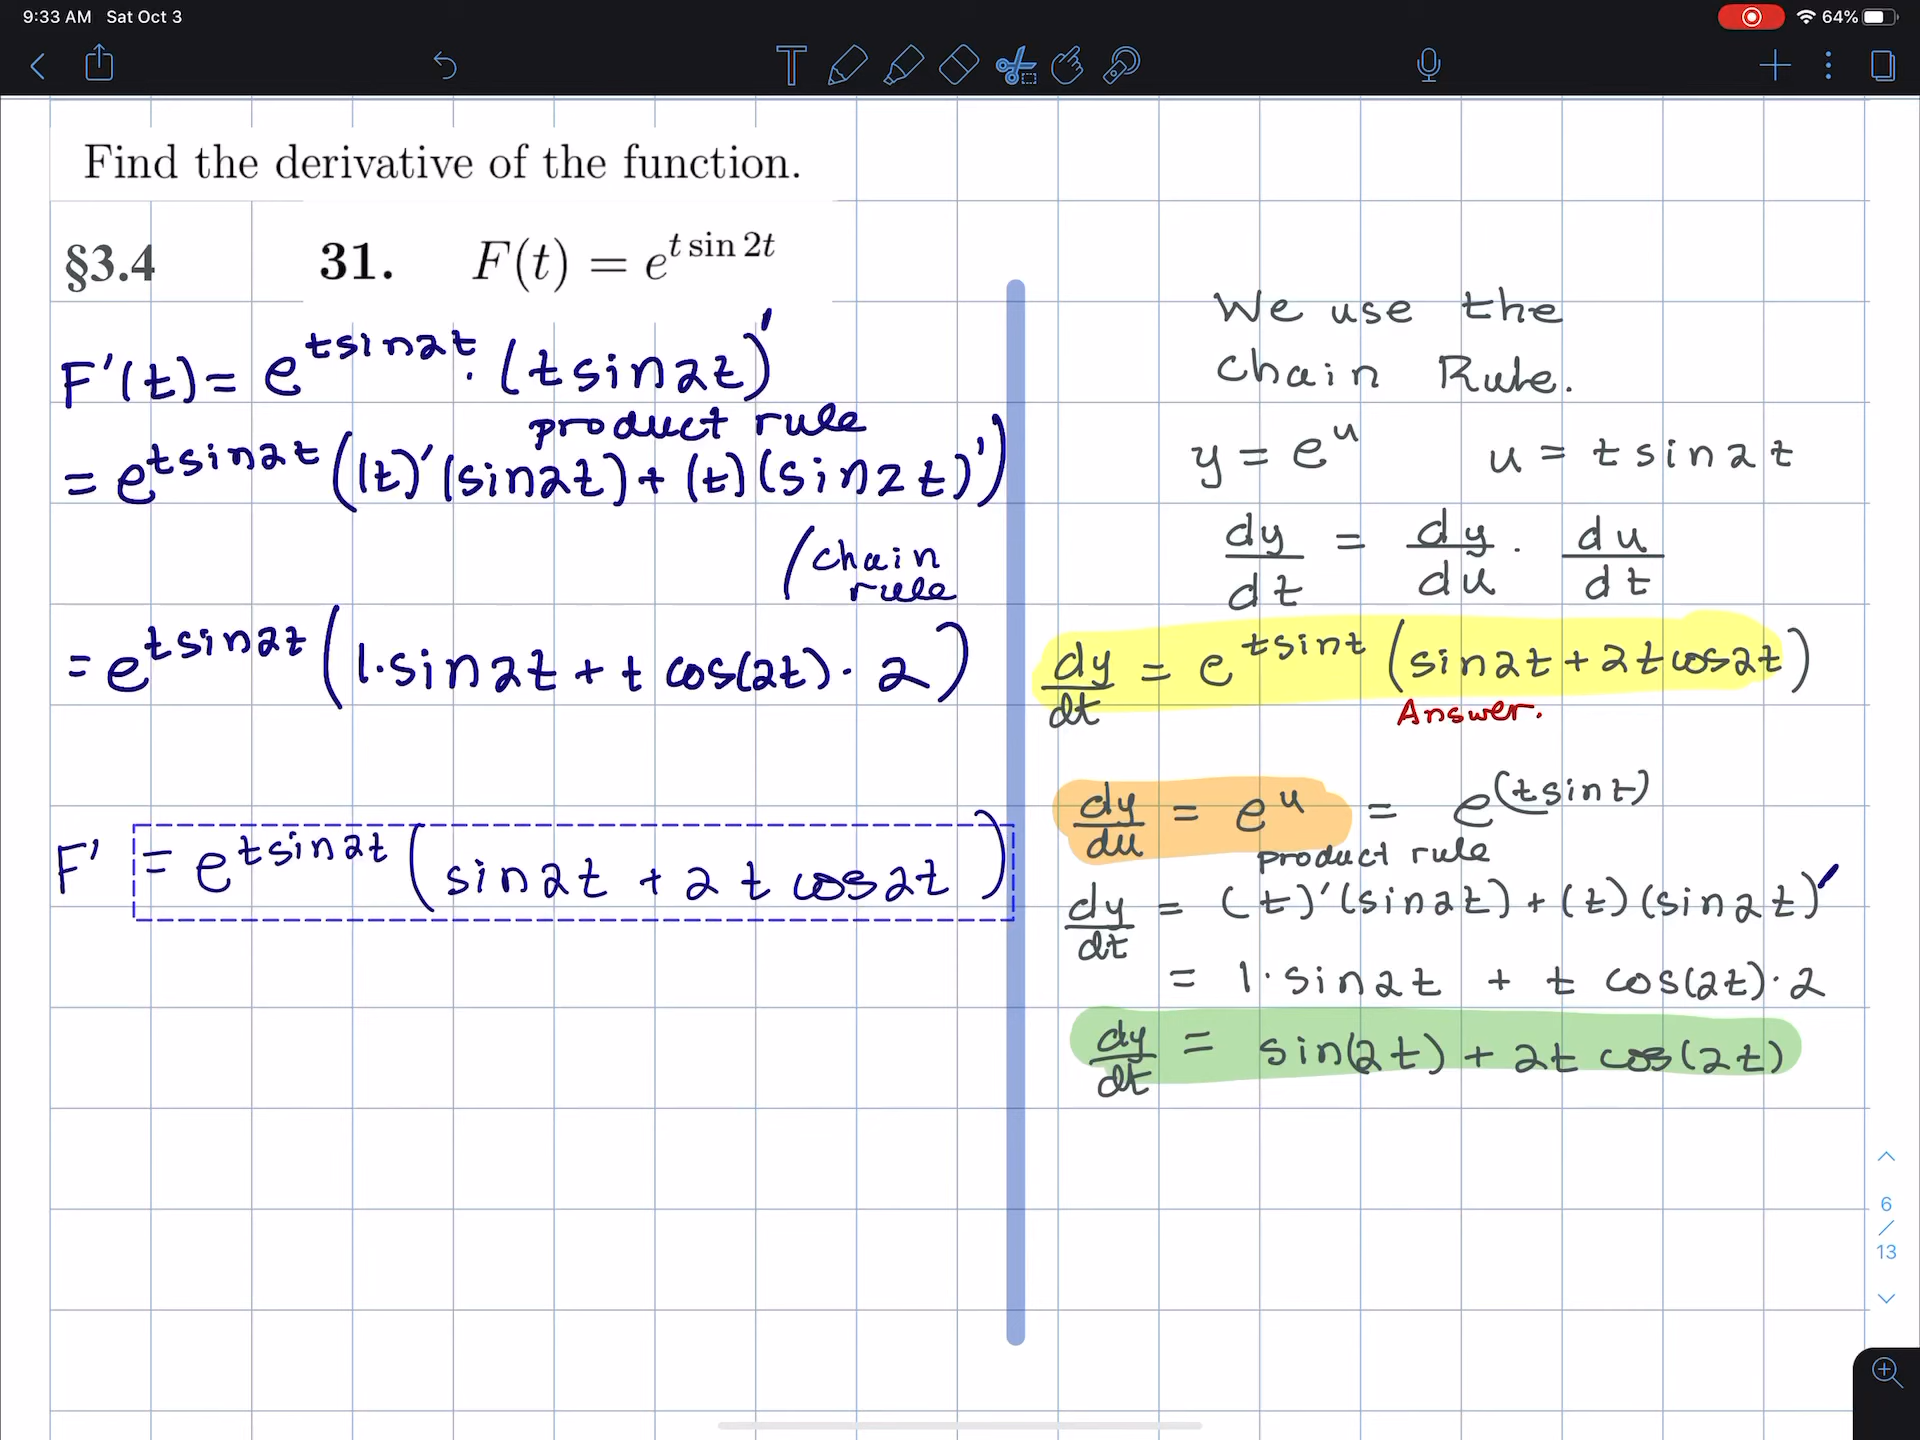 9:33 AM Sat Oct 3
64%
Find the derivative of the function.
§3.4 31. F(t) = e^{t sin 2t}
F'(t) = e^{tsin2t} · (tsin2t)'
product rule
= e^{tsin2t} ((t)'(sin2t) + (t)(sin2t)')
chain
rule
= e^{tsin2t} (1·sin2t + t cos(2t)·2)
F' = e^{tsin2t} (sin2t + 2t cos2t)
We use the
Chain Rule.
y = e^u u = tsin2t
dy/dt = dy/du · du/dt
dy/dt = e^{tsint} (sin2t + 2tcos2t)
Answer.
dy/du = e^u = e^{(tsint)}
product rule
dy/dt = (t)'(sin2t) + (t)(sin2t)'
= 1·sin2t + t cos(2t)·2
dy/dt = sin(2t) + 2t cos(2t)
6
/
13